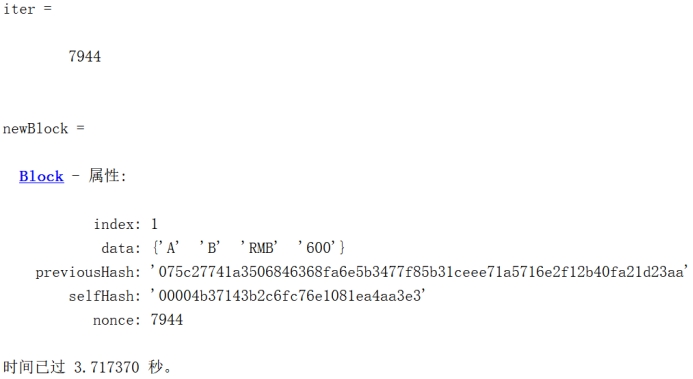 iter =
7944
newBlock =
Block - 属性:
index: 1
data: {'A' 'B' 'RMB' '600'}
previousHash: '075c27741a3506846368fa6e5b3477f85b31ceee71a5716e2f12b40fa21d23aa'
selfHash: '00004b37143b2c6fc76e1081ea4aa3e3'
nonce: 7944
时间已过 3.717370 秒。